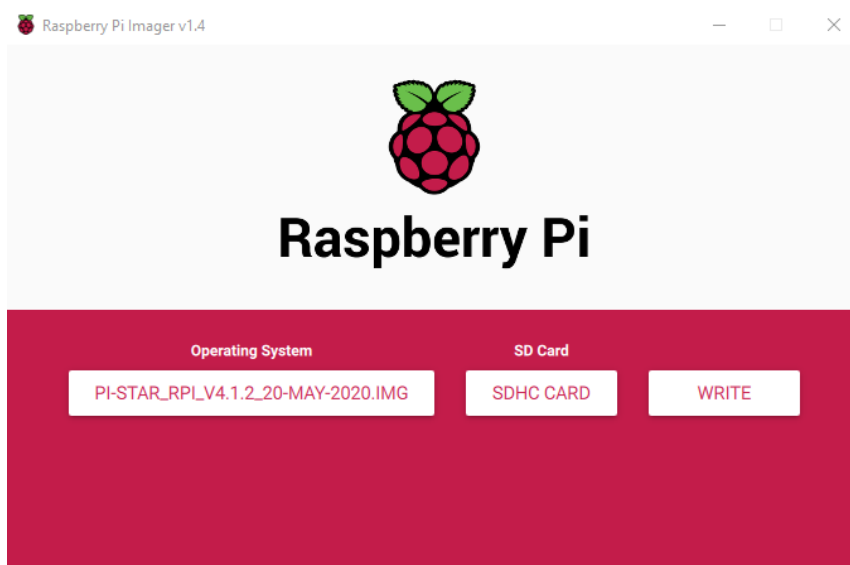 Raspberry Pi Imager v1.4
Raspberry Pi
Operating System
SD Card
PI-STAR_RPI_V4.1.2_20-MAY-2020.IMG
SDHC CARD
WRITE